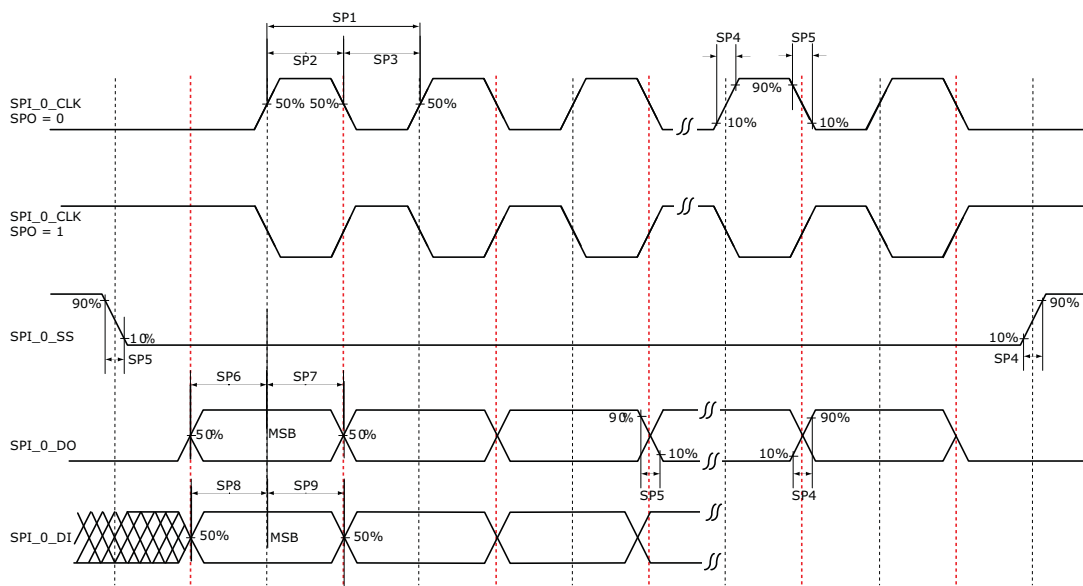 SP1
SP2
SP3
SP4
SP5
SPI_0_CLK
SPO = 0
50%
50%
50%
90%
10%
10%
SPI_0_CLK
SPO = 1
90%
10%
SP5
SPI_0_SS
90%
10%
SP4
SP6
SP7
SPI_0_DO
50%
MSB
50%
90%
10%
SP5
90%
10%
SP4
SP8
SP9
SPI_0_DI
50%
MSB
50%